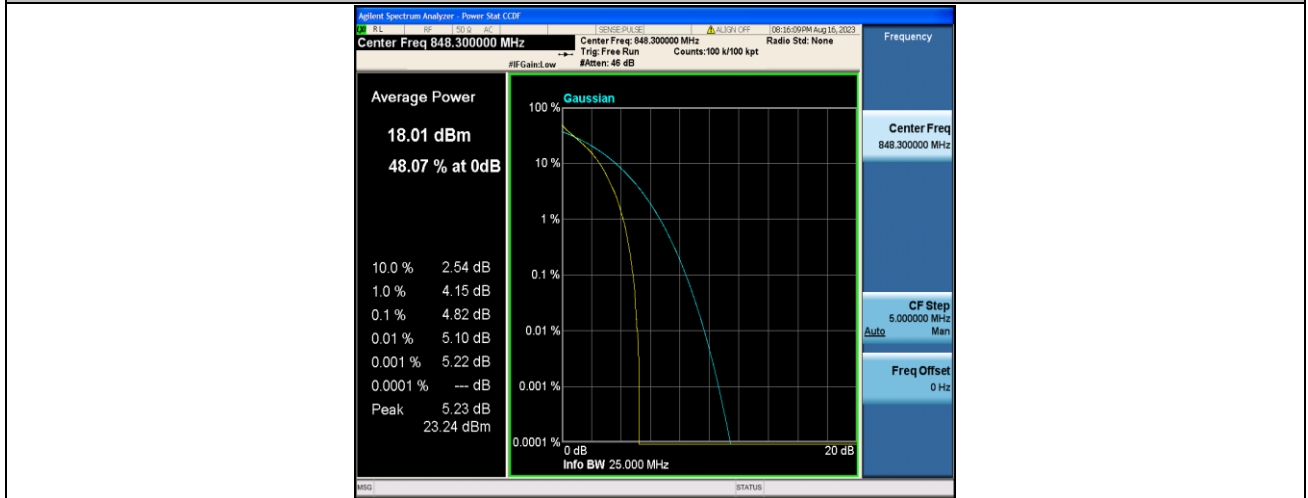 Agilent Spectrum Analyzer - Power Stat CCDF
RL RF 50 Ω AC SENSE:PULSE ALIGN OFF 08:16:09 PM Aug 16, 2023
Center Freq 848.300000 MHz
Center Freq: 848.300000 MHz Radio Std: None
Trig: Free Run Counts:100 k/100 kpt
#IFGain:Low #Atten: 46 dB
Frequency
Average Power
18.01 dBm
48.07 % at 0dB
10.0 % 2.54 dB
1.0 % 4.15 dB
0.1 % 4.82 dB
0.01 % 5.10 dB
0.001 % 5.22 dB
0.0001 % --- dB
Peak 5.23 dB
23.24 dBm
Gaussian
100 %
10 %
1 %
0.1 %
0.01 %
0.001 %
0.0001 %
0 dB 20 dB
Info BW 25.000 MHz
Center Freq
848.300000 MHz
CF Step
5.000000 MHz
Auto Man
Freq Offset
0 Hz
MSG STATUS